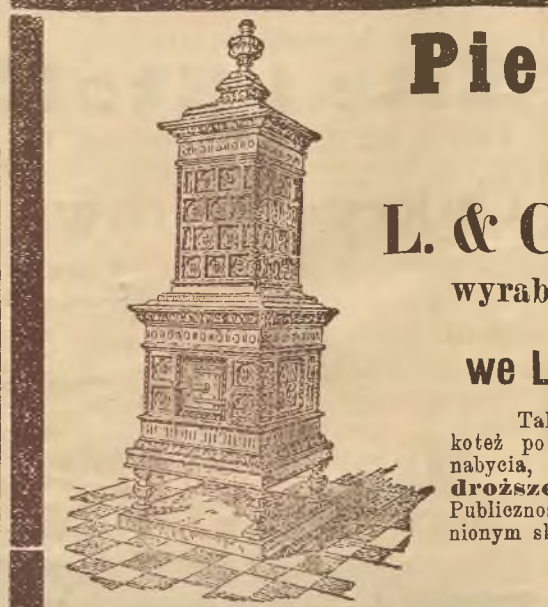 Pie
L. & C
wyrab
we L
Tal
koteż po
nabycia,
droższe
Publicznoś
nionym sk